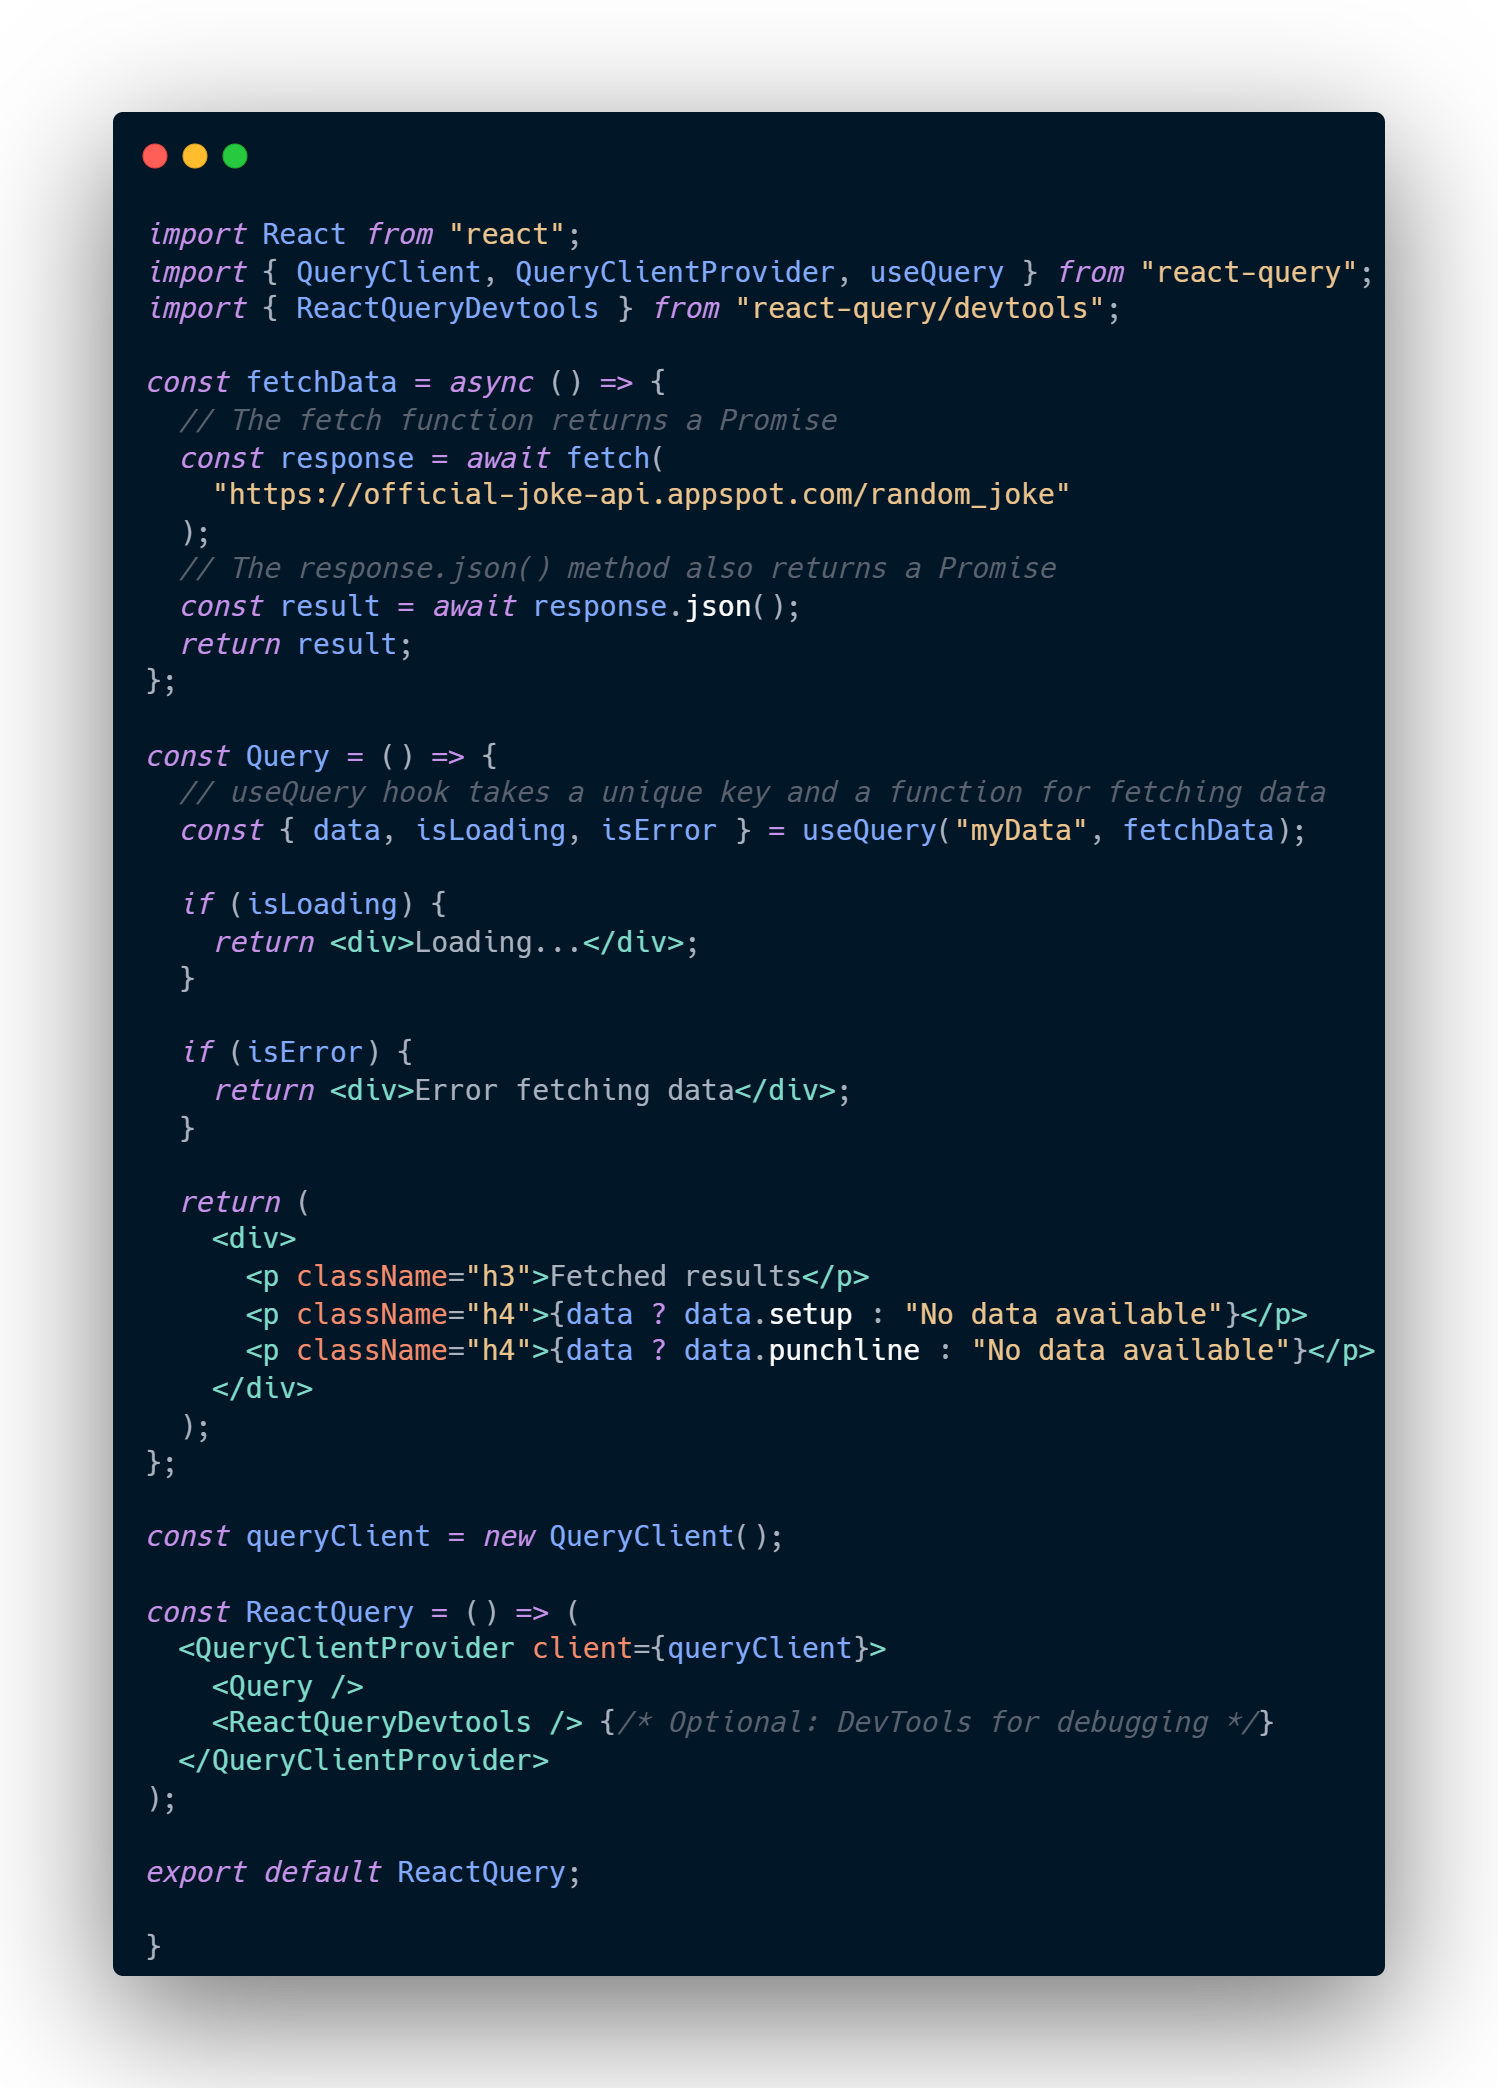 import React from "react";
import { QueryClient, QueryClientProvider, useQuery } from "react-query";
import { ReactQueryDevtools } from "react-query/devtools";

const fetchData = async () => {
  // The fetch function returns a Promise
  const response = await fetch(
    "https://official-joke-api.appspot.com/random_joke"
  );
  // The response.json() method also returns a Promise
  const result = await response.json();
  return result;
};

const Query = () => {
  // useQuery hook takes a unique key and a function for fetching data
  const { data, isLoading, isError } = useQuery("myData", fetchData);

  if (isLoading) {
    return <div>Loading...</div>;
  }

  if (isError) {
    return <div>Error fetching data</div>;
  }

  return (
    <div>
      <p className="h3">Fetched results</p>
      <p className="h4">{data ? data.setup : "No data available"}</p>
      <p className="h4">{data ? data.punchline : "No data available"}</p>
    </div>
  );
};

const queryClient = new QueryClient();

const ReactQuery = () => (
  <QueryClientProvider client={queryClient}>
    <Query />
    <ReactQueryDevtools /> {/* Optional: DevTools for debugging */}
  </QueryClientProvider>
);

export default ReactQuery;

}